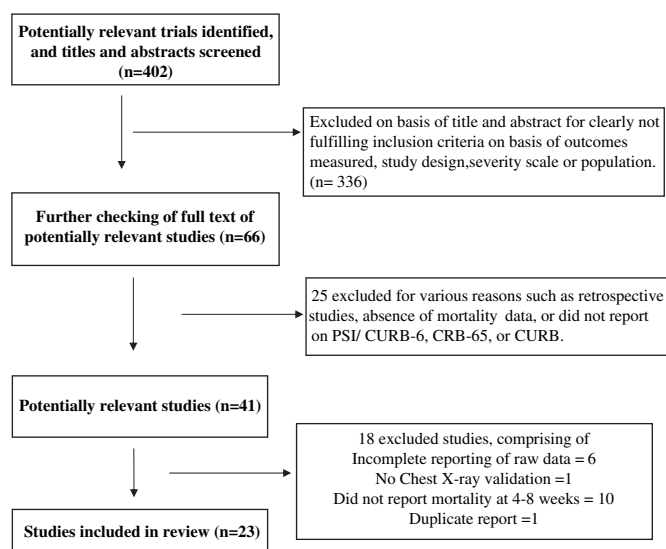 Potentially relevant trials identified,
and titles and abstracts screened
(n=402)
Excluded on basis of title and abstract for clearly not
fulfilling inclusion criteria on basis of outcomes
measured, study design,severity scale or population.
(n= 336)
Further checking of full text of
potentially relevant studies (n=66)
25 excluded for various reasons such as retrospective
studies, absence of mortality data, or did not report
on PSI/ CURB-6, CRB-65, or CURB.
Potentially relevant studies (n=41)
18 excluded studies, comprising of
Incomplete reporting of raw data = 6
No Chest X-ray validation =1
Did not report mortality at 4-8 weeks = 10
Duplicate report =1
Studies included in review (n=23)